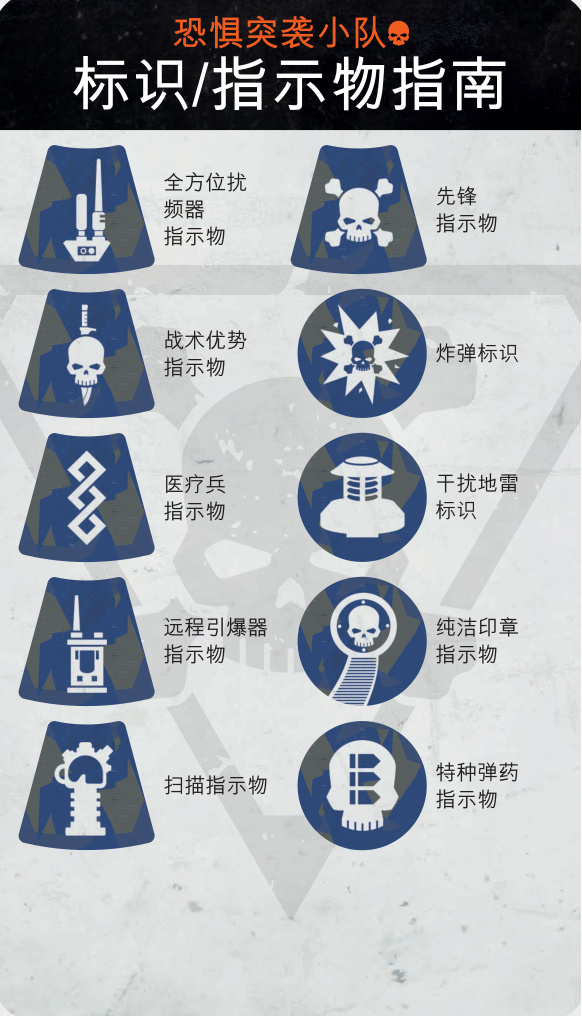 恐惧突袭小队
标识/指示物指南
全方位扰
频器
指示物
先锋
指示物
战术优势
指示物
炸弹标识
医疗兵
指示物
干扰地雷
标识
远程引爆器
指示物
纯洁印章
指示物
扫描指示物
特种弹药
指示物